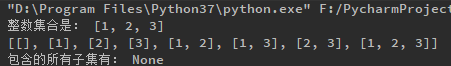 "D:\Program Files\Python37\python.exe" F:/PycharmProject
整数集合是： [1, 2, 3]
[[], [1], [2], [3], [1, 2], [1, 3], [2, 3], [1, 2, 3]]
包含的所有子集有： None